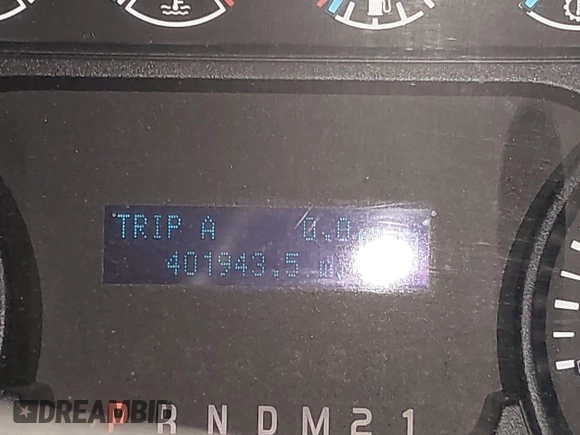 TRIP A 0.0
401943.5 m
P R N D M 2 1
DREAMBID